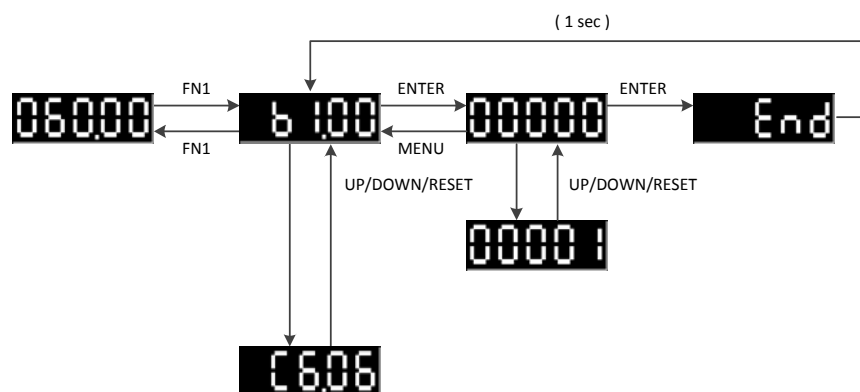 ( 1 sec )
FN1
ENTER
ENTER
060.00
b1.00
00000
End
FN1
MENU
UP/DOWN/RESET
UP/DOWN/RESET
00001
C6.06